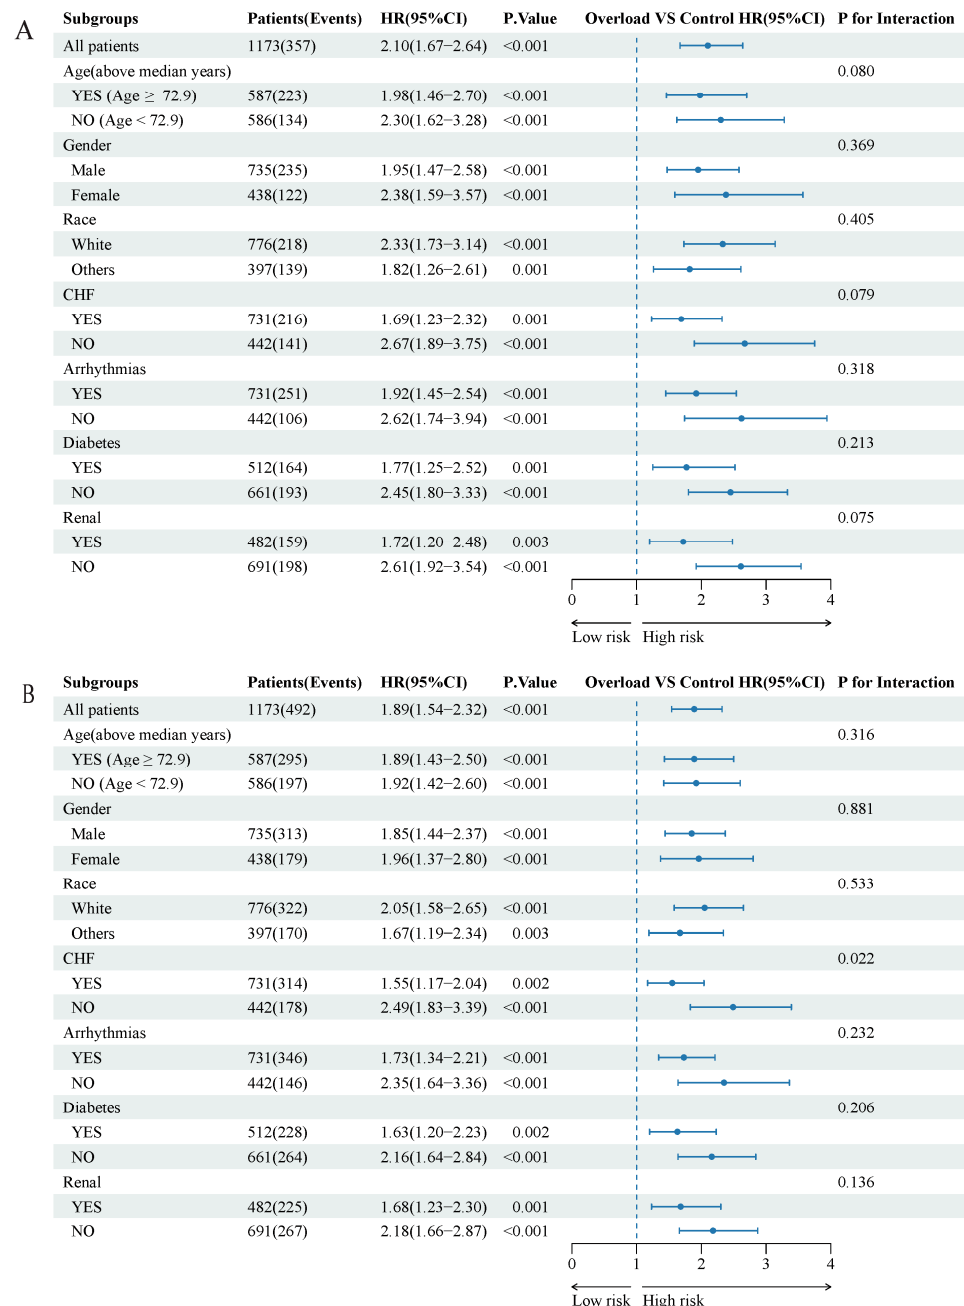 A
Subgroups Patients(Events) HR(95%CI) P.Value Overload VS Control HR(95%CI) P for Interaction
All patients 1173(357) 2.10(1.67−2.64) <0.001
Age(above median years) 0.080
YES (Age ≥ 72.9) 587(223) 1.98(1.46−2.70) <0.001
NO (Age < 72.9) 586(134) 2.30(1.62−3.28) <0.001
Gender 0.369
Male 735(235) 1.95(1.47−2.58) <0.001
Female 438(122) 2.38(1.59−3.57) <0.001
Race 0.405
White 776(218) 2.33(1.73−3.14) <0.001
Others 397(139) 1.82(1.26−2.61) 0.001
CHF 0.079
YES 731(216) 1.69(1.23−2.32) 0.001
NO 442(141) 2.67(1.89−3.75) <0.001
Arrhythmias 0.318
YES 731(251) 1.92(1.45−2.54) <0.001
NO 442(106) 2.62(1.74−3.94) <0.001
Diabetes 0.213
YES 512(164) 1.77(1.25−2.52) 0.001
NO 661(193) 2.45(1.80−3.33) <0.001
Renal 0.075
YES 482(159) 1.72(1.20 2.48) 0.003
NO 691(198) 2.61(1.92−3.54) <0.001
0 1 2 3 4
Low risk High risk
B
Subgroups Patients(Events) HR(95%CI) P.Value Overload VS Control HR(95%CI) P for Interaction
All patients 1173(492) 1.89(1.54−2.32) <0.001
Age(above median years) 0.316
YES (Age ≥ 72.9) 587(295) 1.89(1.43−2.50) <0.001
NO (Age < 72.9) 586(197) 1.92(1.42−2.60) <0.001
Gender 0.881
Male 735(313) 1.85(1.44−2.37) <0.001
Female 438(179) 1.96(1.37−2.80) <0.001
Race 0.533
White 776(322) 2.05(1.58−2.65) <0.001
Others 397(170) 1.67(1.19−2.34) 0.003
CHF 0.022
YES 731(314) 1.55(1.17−2.04) 0.002
NO 442(178) 2.49(1.83−3.39) <0.001
Arrhythmias 0.232
YES 731(346) 1.73(1.34−2.21) <0.001
NO 442(146) 2.35(1.64−3.36) <0.001
Diabetes 0.206
YES 512(228) 1.63(1.20−2.23) 0.002
NO 661(264) 2.16(1.64−2.84) <0.001
Renal 0.136
YES 482(225) 1.68(1.23−2.30) 0.001
NO 691(267) 2.18(1.66−2.87) <0.001
0 1 2 3 4
Low risk High risk